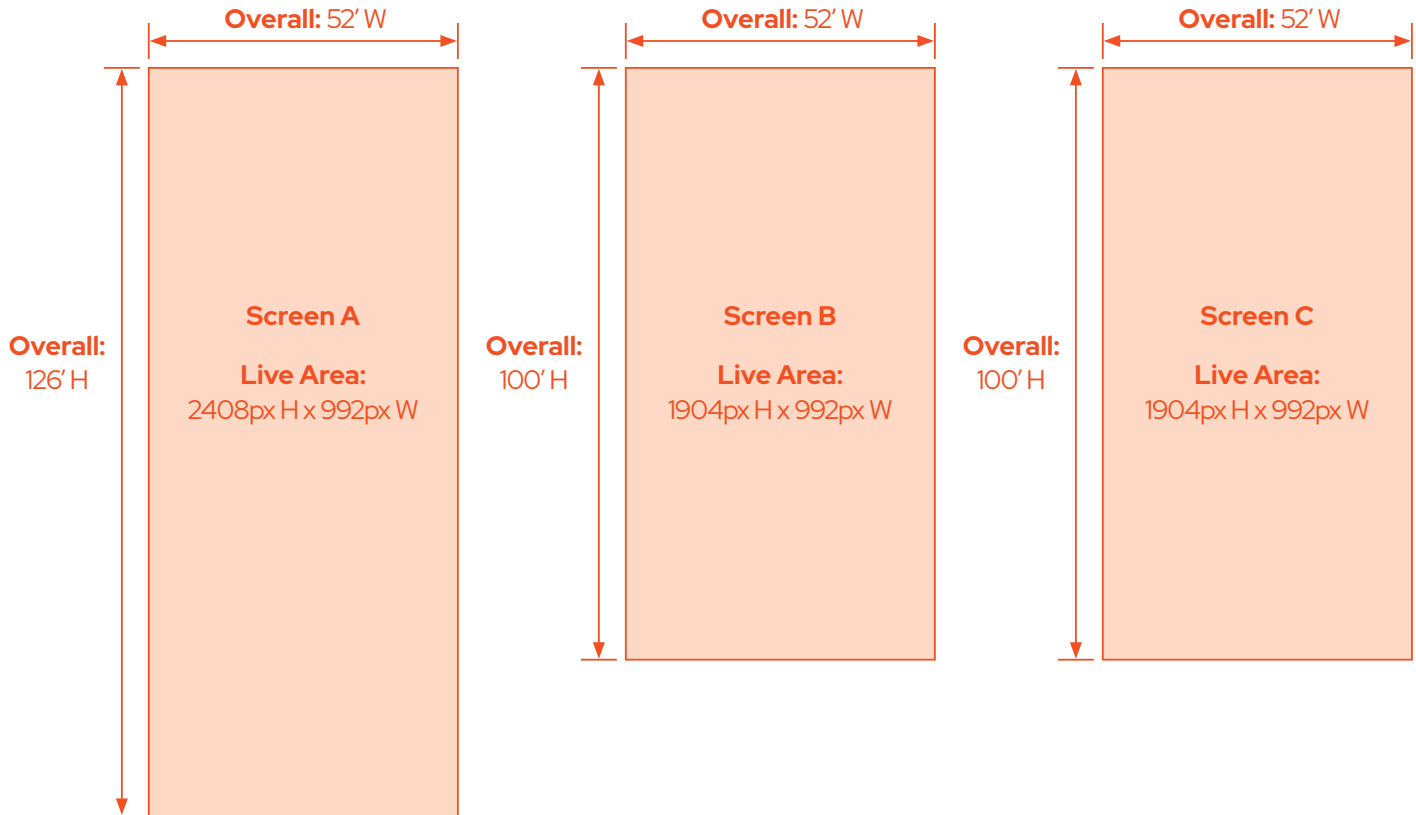 Overall: 52’ W
Overall:
126’ H
Screen A
Live Area:
2408px H x 992px W
Overall: 52’ W
Overall:
100’ H
Screen B
Live Area:
1904px H x 992px W
Overall: 52’ W
Overall:
100’ H
Screen C
Live Area:
1904px H x 992px W